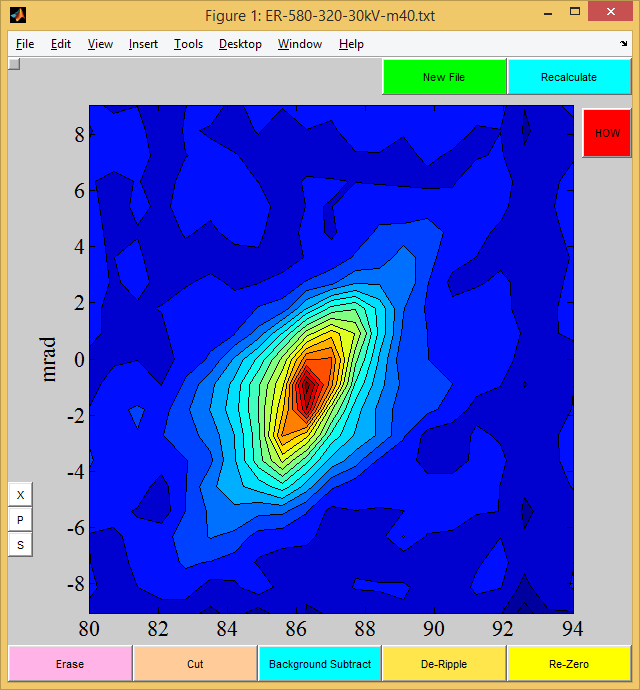 Figure 1: ER-580-320-30kV-m40.txt
File Edit View Insert Tools Desktop Window Help
New File Recalculate
HOW
8
6
4
2
0
-2
-4
-6
-8
mrad
X
P
S
80 82 84 86 88 90 92 94
Erase Cut Background Subtract De-Ripple Re-Zero